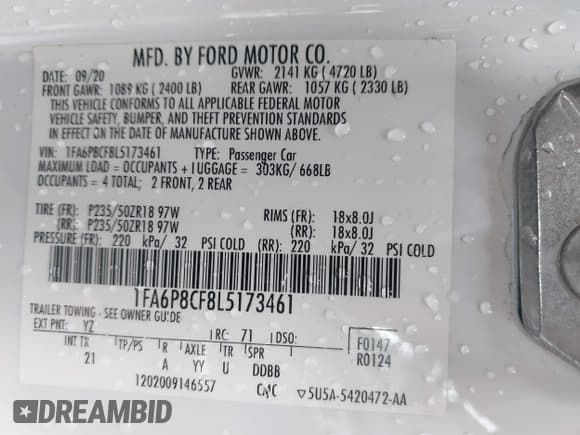 MFD. BY FORD MOTOR CO.
DATE: 09/20 GVWR: 2141 KG ( 4720 LB)
FRONT GAWR: 1089 KG ( 2400 LB) REAR GAWR: 1057 KG ( 2330 LB)
THIS VEHICLE CONFORMS TO ALL APPLICABLE FEDERAL MOTOR
VEHICLE SAFETY, BUMPER, AND THEFT PREVENTION STANDARDS
IN EFFECT ON THE DATE OF MANUFACTURE SHOWN ABOVE.
VIN: 1FA6P8CF8L5173461 TYPE: Passenger Car
MAXIMUM LOAD = OCCUPANTS + LUGGAGE = 303KG/ 668LB
OCCUPANTS = 4 TOTAL; 2 FRONT, 2 REAR
TIRE (FR): P235/50ZR18 97W RIMS (FR): 18x8.0J
(RR): P235/50ZR18 97W (RR): 18x8.0J
PRESSURE (FR): 220 kPa/ 32 PSI COLD (RR): 220 kPa/ 32 PSI COLD
1FA6P8CF8L5173461
TRAILER TOWING - SEE OWNER GUIDE
EXT PNT: YZ RC: 71 DSO: F0147
INT TR TP/PS R AXLE TR SPR R0124
21 A YY U DDBB
1202009146557 CMC ▽5U5A-5420472-AA
DREAMBID